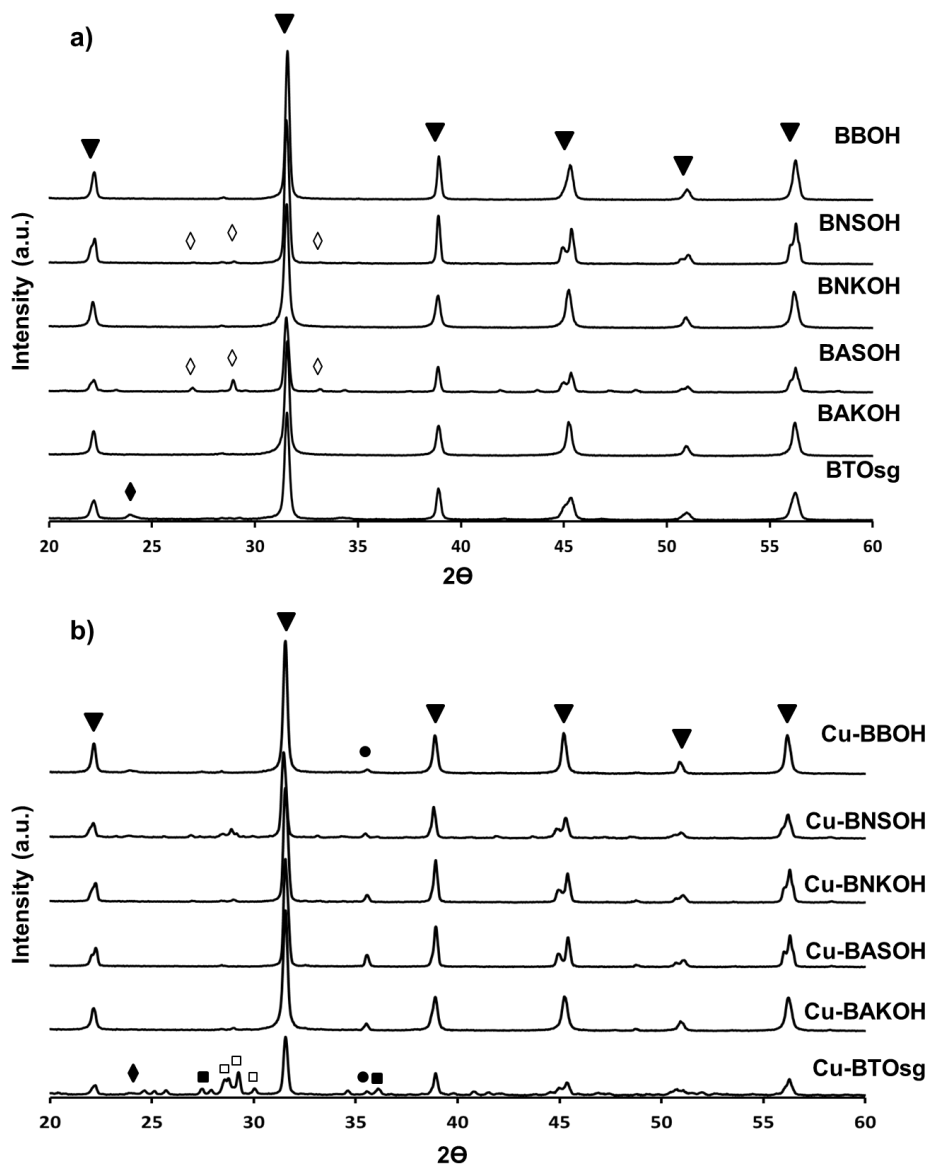 a)
BBOH
BNSOH
BNKOH
BASOH
BAKOH
BTOsg
Intensity (a.u.)
20 25 30 35 40 45 50 55 60
2Θ
b)
Cu-BBOH
Cu-BNSOH
Cu-BNKOH
Cu-BASOH
Cu-BAKOH
Cu-BTOsg
Intensity (a.u.)
20 25 30 35 40 45 50 55 60
2Θ